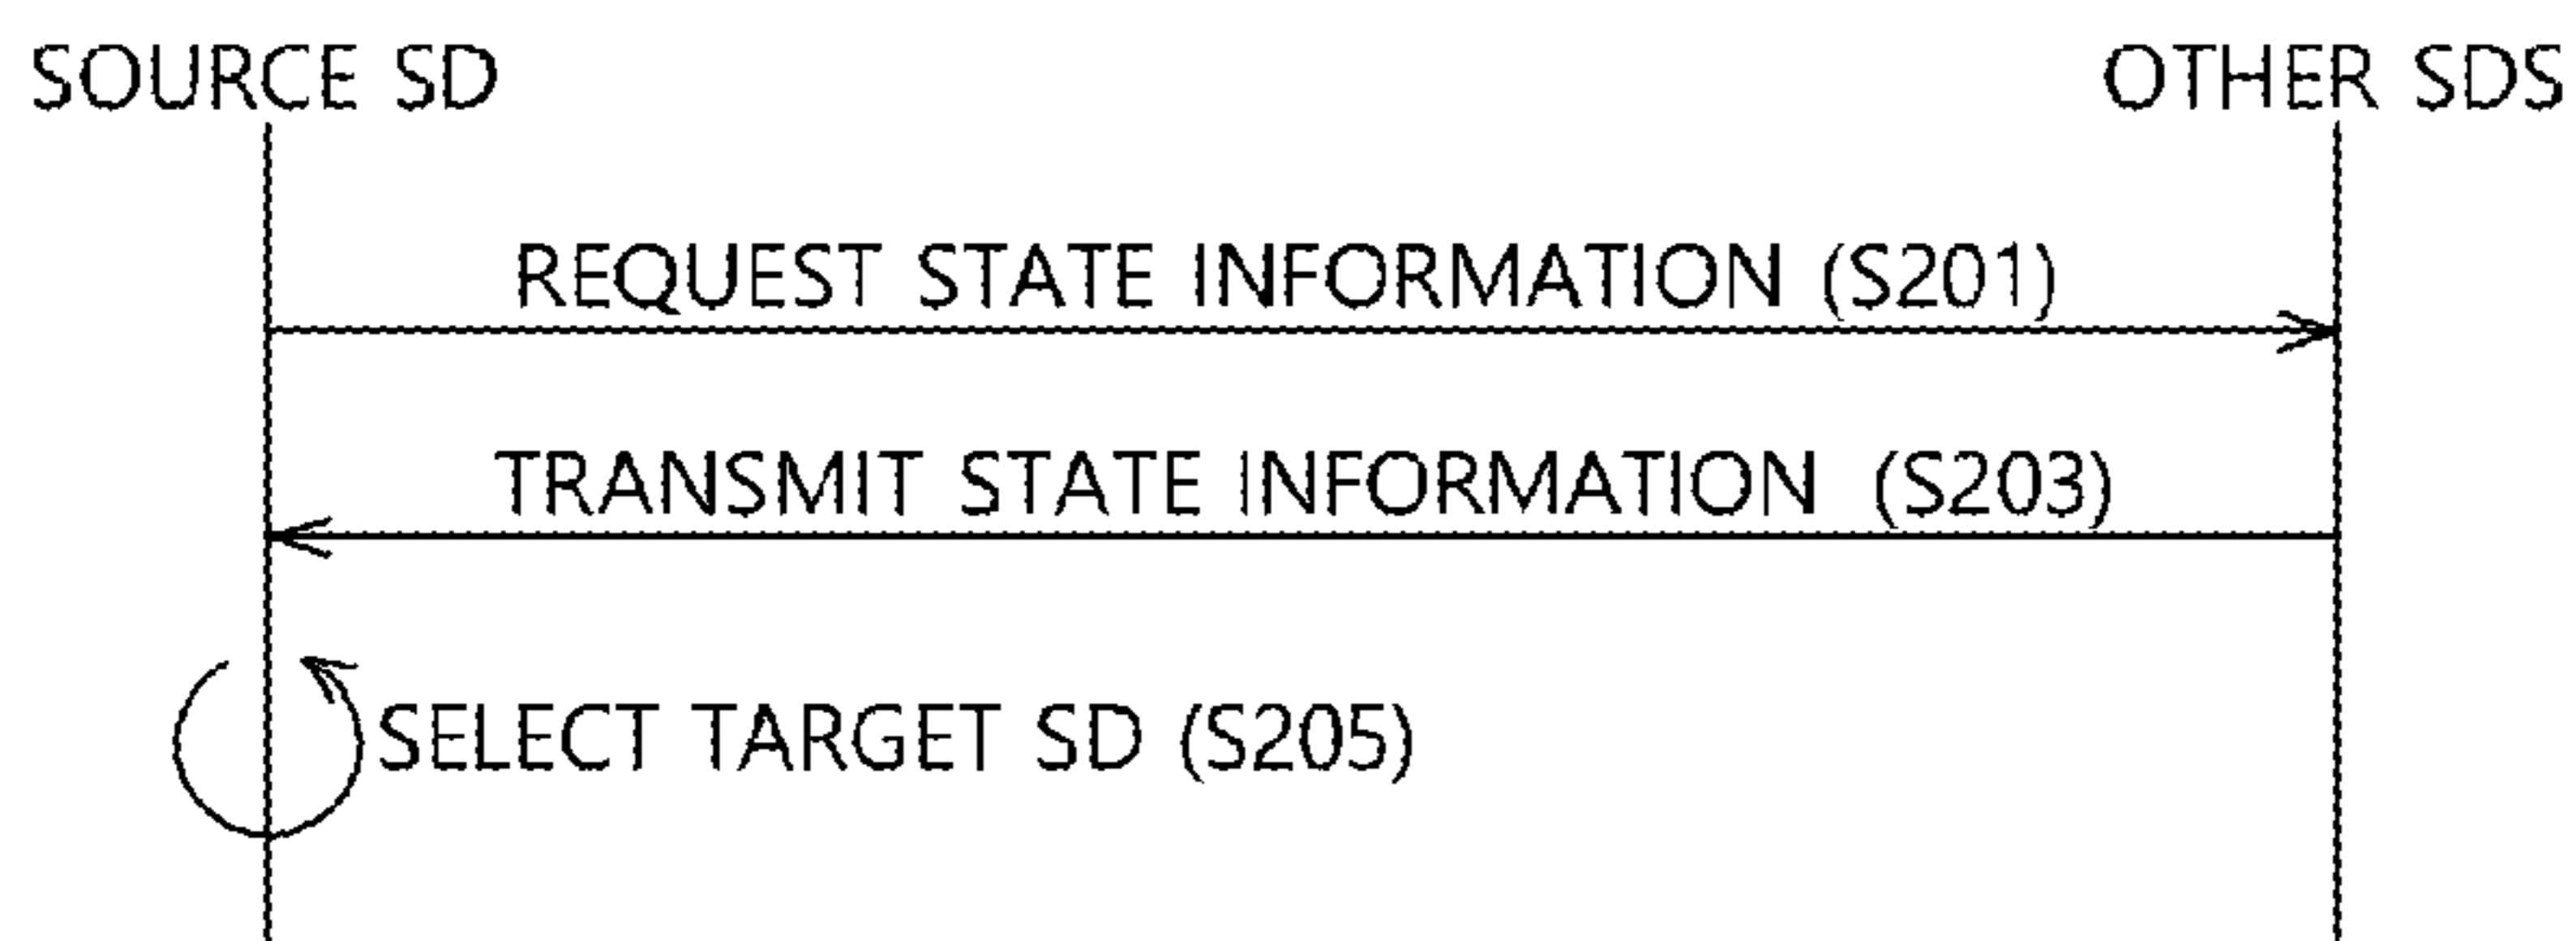 SOURCE SD
OTHER SDS
REQUEST STATE INFORMATION (S201)
TRANSMIT STATE INFORMATION (S203)
SELECT TARGET SD (S205)